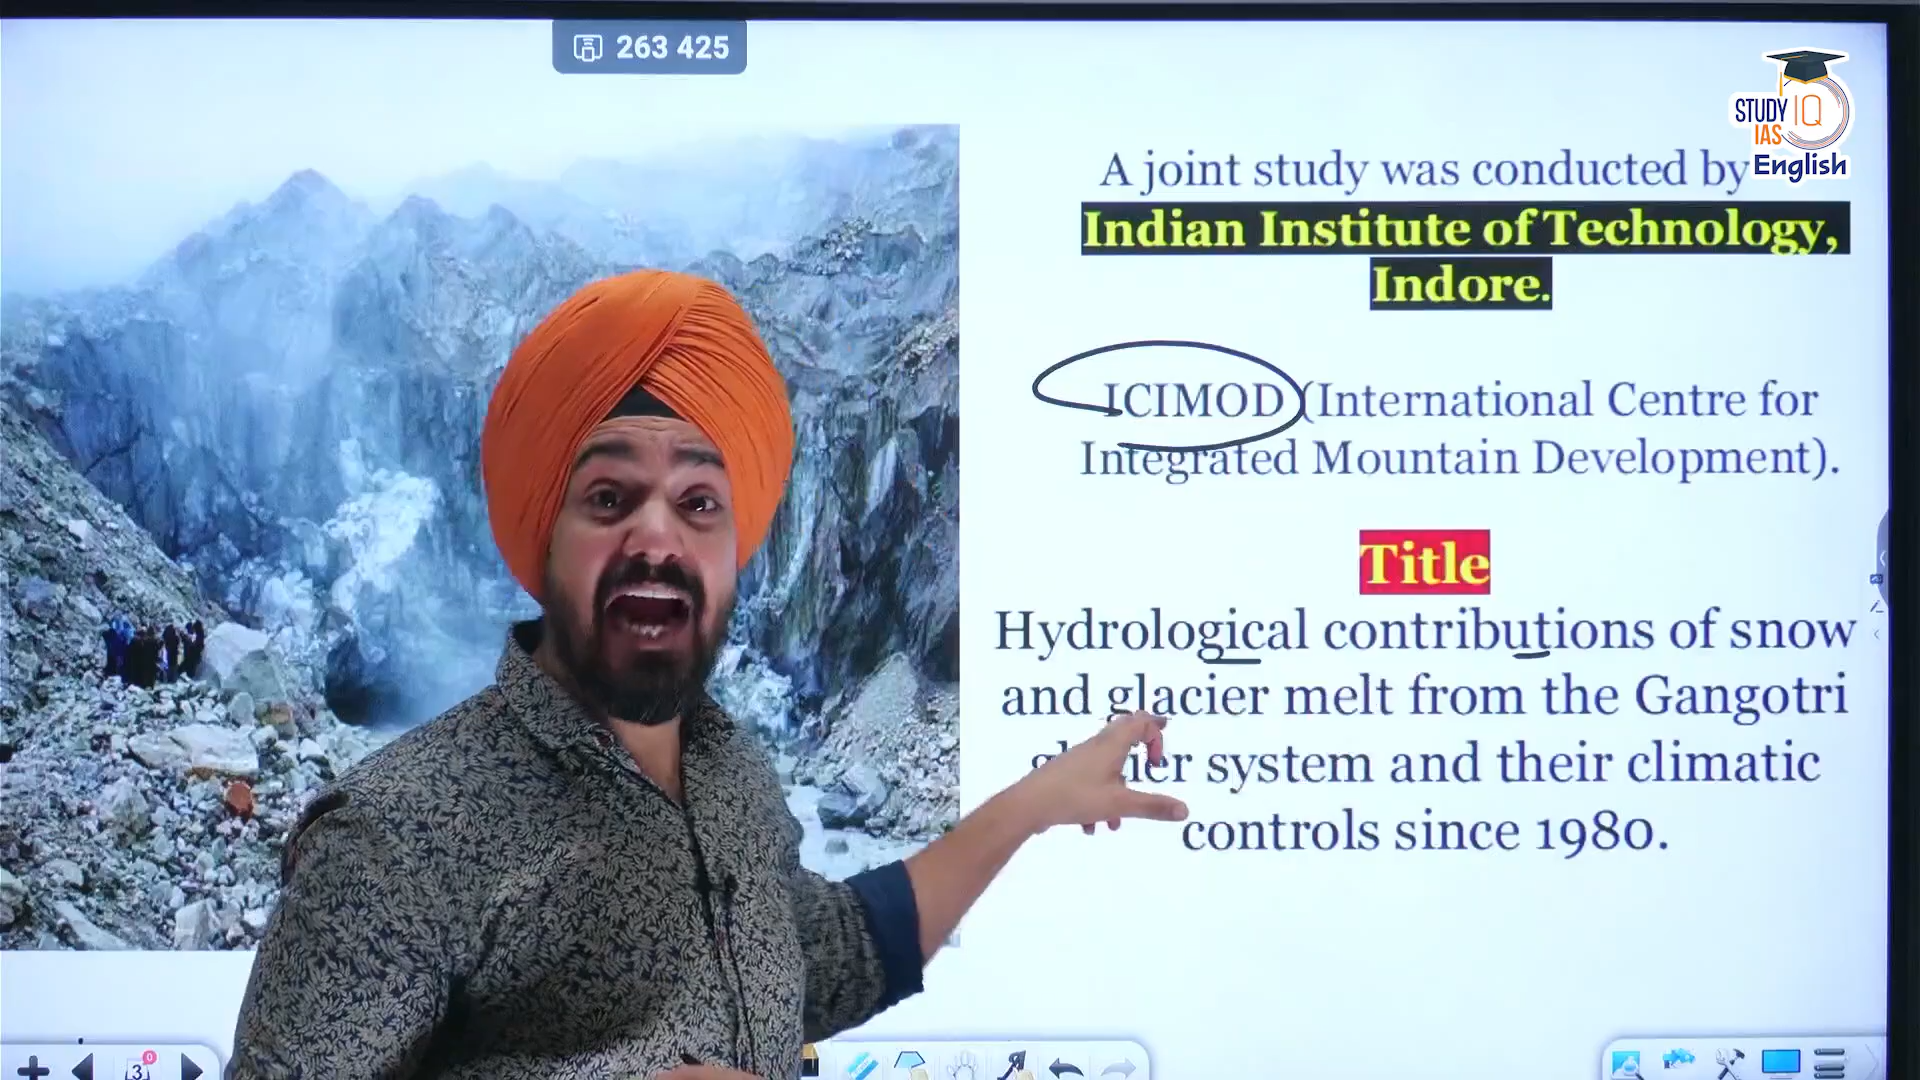 263 425
STUDY IQ
IAS
English
A joint study was conducted by
Indian Institute of Technology,
Indore.
ICIMOD (International Centre for
Integrated Mountain Development).
Title
Hydrological contributions of snow
and glacier melt from the Gangotri
system and their climatic
controls since 1980.
3
0